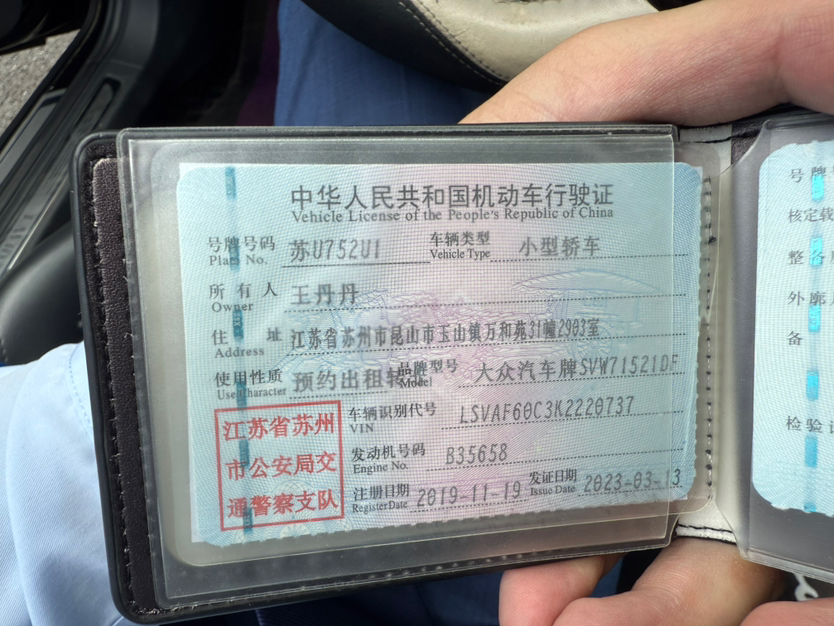 中华人民共和国机动车行驶证
Vehicle License of the People's Republic of China
号牌号码 苏U752U1 车辆类型 小型轿车
Plate No. Vehicle Type
所有人 王丹丹
Owner
住址 江苏省苏州市昆山市玉山镇万和苑31幢2903室
Address
使用性质 预约出租转 品牌型号 大众汽车牌SVW71521DF
Use Character Model
江苏省苏州
市公安局交
通警察支队
车辆识别代号 LSVAF60C3K2220737
VIN
发动机号码 B35658
Engine No.
注册日期 2019-11-19 发证日期 2023-03-13
Register Date Issue Date
号牌
核定载
整
外廓
备
检验记